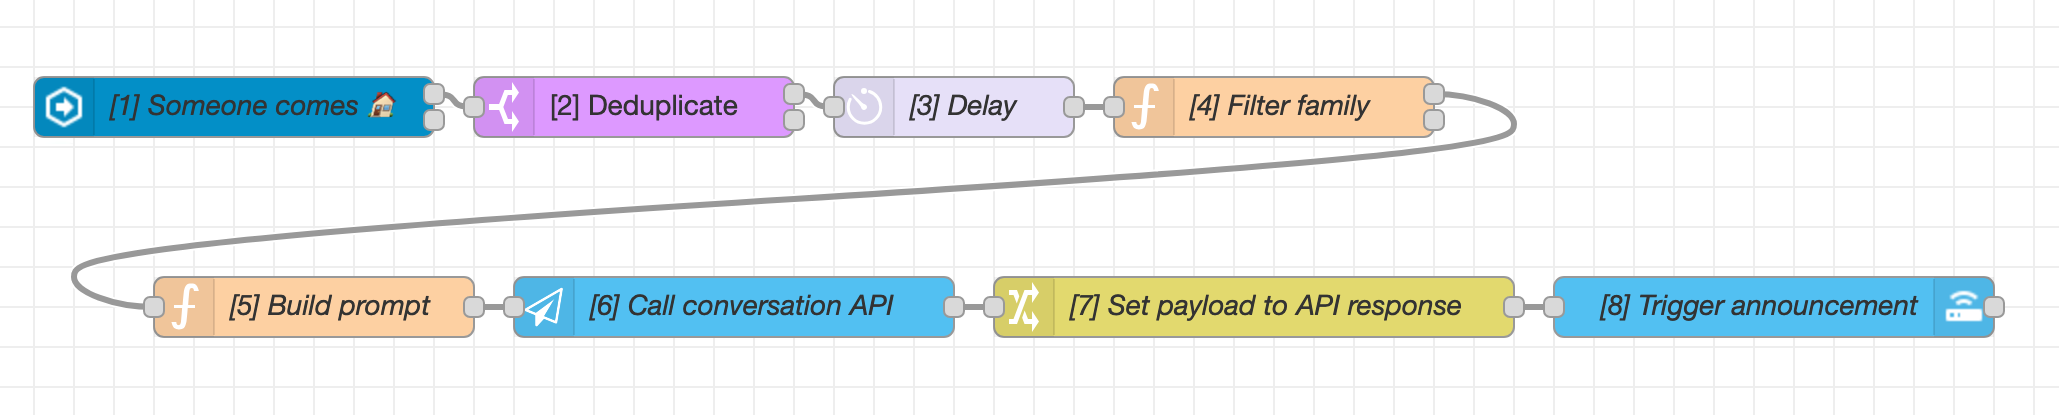 [1] Someone comes 🏠
[2] Deduplicate
[3] Delay
[4] Filter family
[5] Build prompt
[6] Call conversation API
[7] Set payload to API response
[8] Trigger announcement